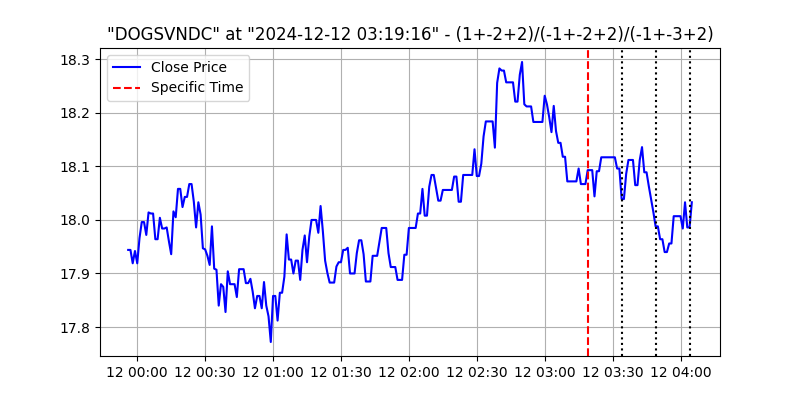 "DOGSVNDC" at "2024-12-12 03:19:16" - (1+-2+2)/(-1+-2+2)/(-1+-3+2)
Close Price
Specific Time
18.3
18.2
18.1
18.0
17.9
17.8
12 00:00 12 00:30 12 01:00 12 01:30 12 02:00 12 02:30 12 03:00 12 03:30 12 04:00